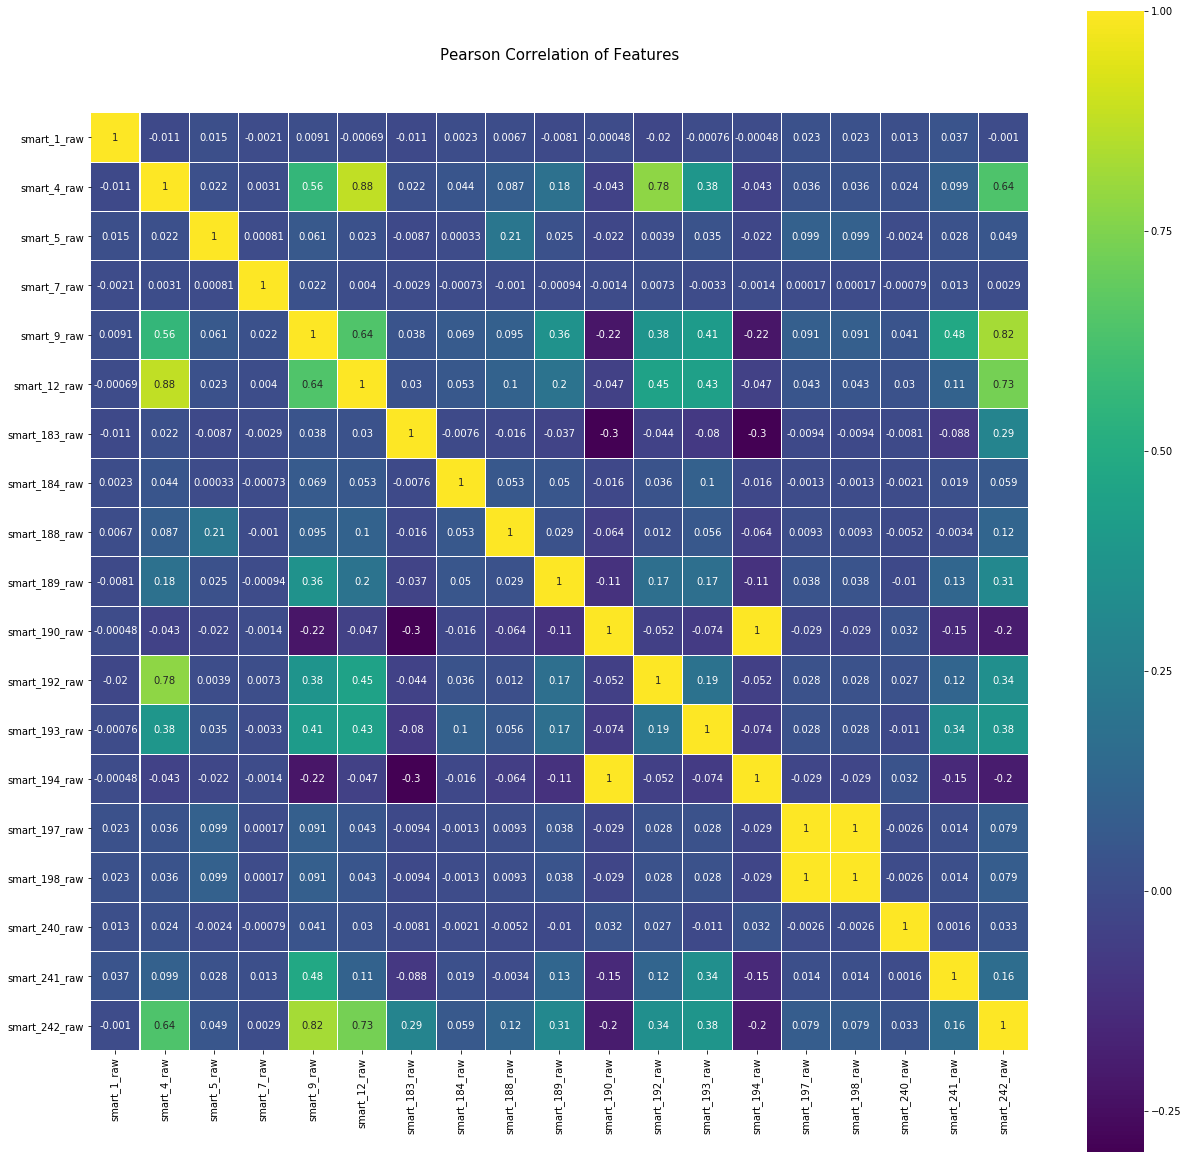 Pearson Correlation of Features
smart_1_raw 1 -0.011 0.015 -0.0021 0.0091 -0.00069 -0.011 0.0023 0.0067 -0.0081 -0.00048 -0.02 -0.00076 -0.00048 0.023 0.023 0.013 0.037 -0.001
smart_4_raw -0.011 1 0.022 0.0031 0.56 0.88 0.022 0.044 0.087 0.18 -0.043 0.78 0.38 -0.043 0.036 0.036 0.024 0.099 0.64
smart_5_raw 0.015 0.022 1 0.00081 0.061 0.023 -0.0087 0.00033 0.21 0.025 -0.022 0.0039 0.035 -0.022 0.099 0.099 -0.0024 0.028 0.049
smart_7_raw -0.0021 0.0031 0.00081 1 0.022 0.004 -0.0029 -0.00073 -0.001 -0.00094 -0.0014 0.0073 -0.0033 -0.0014 0.00017 0.00017 -0.00079 0.013 0.0029
smart_9_raw 0.0091 0.56 0.061 0.022 1 0.64 0.038 0.069 0.095 0.36 -0.22 0.38 0.41 -0.22 0.091 0.091 0.041 0.48 0.82
smart_12_raw -0.00069 0.88 0.023 0.004 0.64 1 0.03 0.053 0.1 0.2 -0.047 0.45 0.43 -0.047 0.043 0.043 0.03 0.11 0.73
smart_183_raw -0.011 0.022 -0.0087 -0.0029 0.038 0.03 1 -0.0076 -0.016 -0.037 -0.3 -0.044 -0.08 -0.3 -0.0094 -0.0094 -0.0081 -0.088 0.29
smart_184_raw 0.0023 0.044 0.00033 -0.00073 0.069 0.053 -0.0076 1 0.053 0.05 -0.016 0.036 0.1 -0.016 -0.0013 -0.0013 -0.0021 0.019 0.059
smart_188_raw 0.0067 0.087 0.21 -0.001 0.095 0.1 -0.016 0.053 1 0.029 -0.064 0.012 0.056 -0.064 0.0093 0.0093 -0.0052 -0.0034 0.12
smart_189_raw -0.0081 0.18 0.025 -0.00094 0.36 0.2 -0.037 0.05 0.029 1 -0.11 0.17 0.17 -0.11 0.038 0.038 -0.01 0.13 0.31
smart_190_raw -0.00048 -0.043 -0.022 -0.0014 -0.22 -0.047 -0.3 -0.016 -0.064 -0.11 1 -0.052 -0.074 1 -0.029 -0.029 0.032 -0.15 -0.2
smart_192_raw -0.02 0.78 0.0039 0.0073 0.38 0.45 -0.044 0.036 0.012 0.17 -0.052 1 0.19 -0.052 0.028 0.028 0.027 0.12 0.34
smart_193_raw -0.00076 0.38 0.035 -0.0033 0.41 0.43 -0.08 0.1 0.056 0.17 -0.074 0.19 1 -0.074 0.028 0.028 -0.011 0.34 0.38
smart_194_raw -0.00048 -0.043 -0.022 -0.0014 -0.22 -0.047 -0.3 -0.016 -0.064 -0.11 1 -0.052 -0.074 1 -0.029 -0.029 0.032 -0.15 -0.2
smart_197_raw 0.023 0.036 0.099 0.00017 0.091 0.043 -0.0094 -0.0013 0.0093 0.038 -0.029 0.028 0.028 -0.029 1 1 -0.0026 0.014 0.079
smart_198_raw 0.023 0.036 0.099 0.00017 0.091 0.043 -0.0094 -0.0013 0.0093 0.038 -0.029 0.028 0.028 -0.029 1 1 -0.0026 0.014 0.079
smart_240_raw 0.013 0.024 -0.0024 -0.00079 0.041 0.03 -0.0081 -0.0021 -0.0052 -0.01 0.032 0.027 -0.011 0.032 -0.0026 -0.0026 1 0.0016 0.033
smart_241_raw 0.037 0.099 0.028 0.013 0.48 0.11 -0.088 0.019 -0.0034 0.13 -0.15 0.12 0.34 -0.15 0.014 0.014 0.0016 1 0.16
smart_242_raw -0.001 0.64 0.049 0.0029 0.82 0.73 0.29 0.059 0.12 0.31 -0.2 0.34 0.38 -0.2 0.079 0.079 0.033 0.16 1
smart_1_raw smart_4_raw smart_5_raw smart_7_raw smart_9_raw smart_12_raw smart_183_raw smart_184_raw smart_188_raw smart_189_raw smart_190_raw smart_192_raw smart_193_raw smart_194_raw smart_197_raw smart_198_raw smart_240_raw smart_241_raw smart_242_raw
1.00
0.75
0.50
0.25
0.00
−0.25